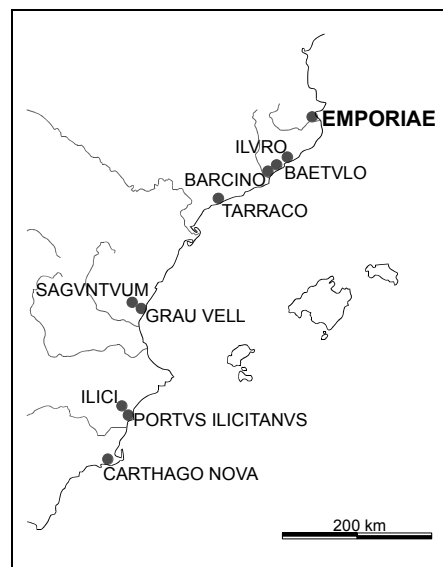 EMPORIAE
ILVRO
BAETVLO
BARCINO
TARRACO
SAGVNTVUM
GRAU VELL
ILICI
PORTVS ILICITANVS
CARTHAGO NOVA
200 km